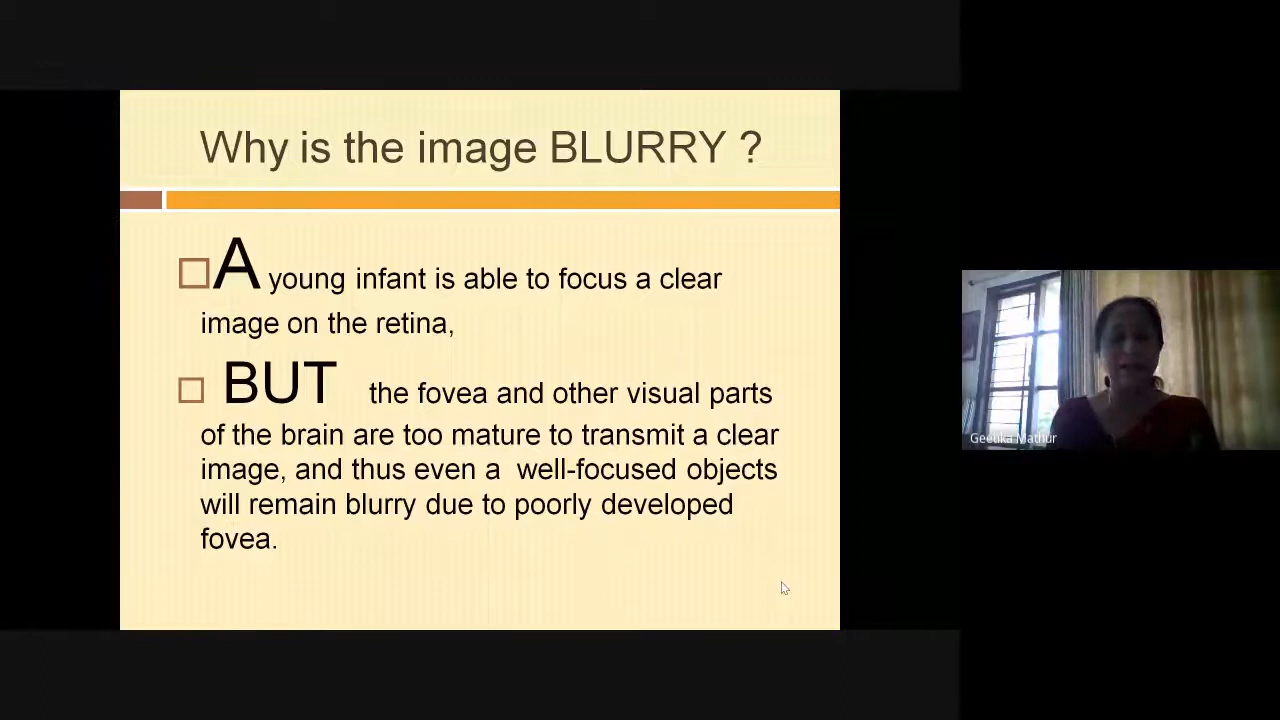 Why is the image BLURRY ?
A young infant is able to focus a clear
image on the retina,
BUT the fovea and other visual parts
of the brain are too mature to transmit a clear
image, and thus even a well-focused objects
will remain blurry due to poorly developed
fovea.
Geetika Mathur